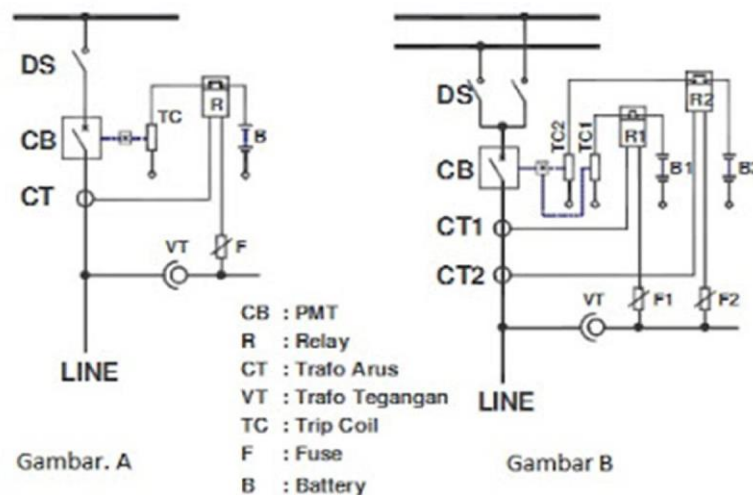 DS
CB
CT
TC
R
B
VT
F
LINE
Gambar. A
CB : PMT
R : Relay
CT : Trafo Arus
VT : Trafo Tegangan
TC : Trip Coil
F : Fuse
B : Battery
DS
CB
CT1
CT2
TC2
TC1
R1
R2
B1
VT
F1
F2
LINE
Gambar B